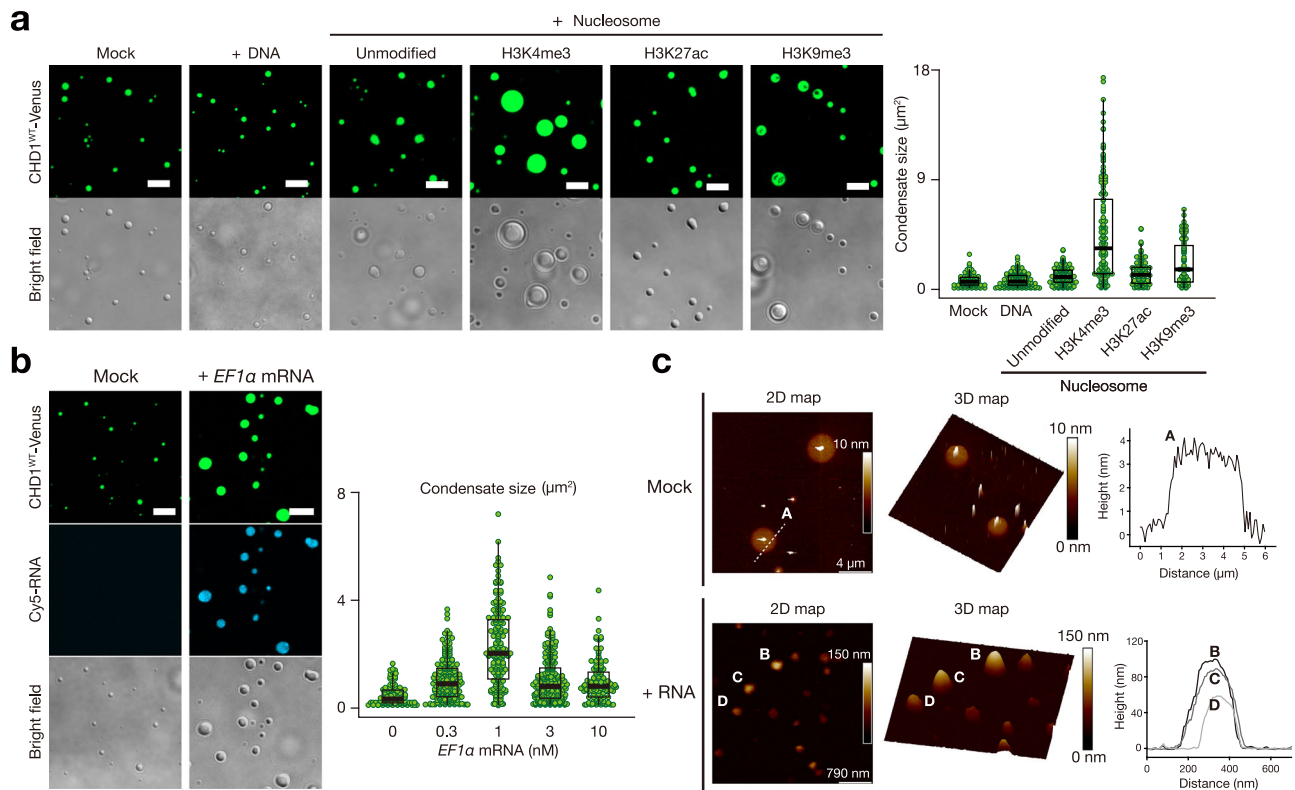 a
+ Nucleosome
Mock
+ DNA
Unmodified
H3K4me3
H3K27ac
H3K9me3
CHD1WT-Venus
Bright field
Condensate size (µm²)
18
9
0
Mock
DNA
Unmodified
H3K4me3
H3K27ac
H3K9me3
Nucleosome
b
Mock
+ EF1α mRNA
CHD1WT-Venus
Cy5-RNA
Bright field
Condensate size (µm²)
8
4
0
0
0.3
1
3
10
EF1α mRNA (nM)
c
2D map
3D map
Mock
10 nm
A
4 µm
10 nm
0 nm
A
Height (nm)
4
3
2
1
0
0
1
2
3
4
5
6
Distance (µm)
2D map
3D map
+ RNA
150 nm
B
C
D
790 nm
B
C
D
150 nm
0 nm
B
C
D
Height (nm)
120
80
40
0
0
200
400
600
Distance (nm)